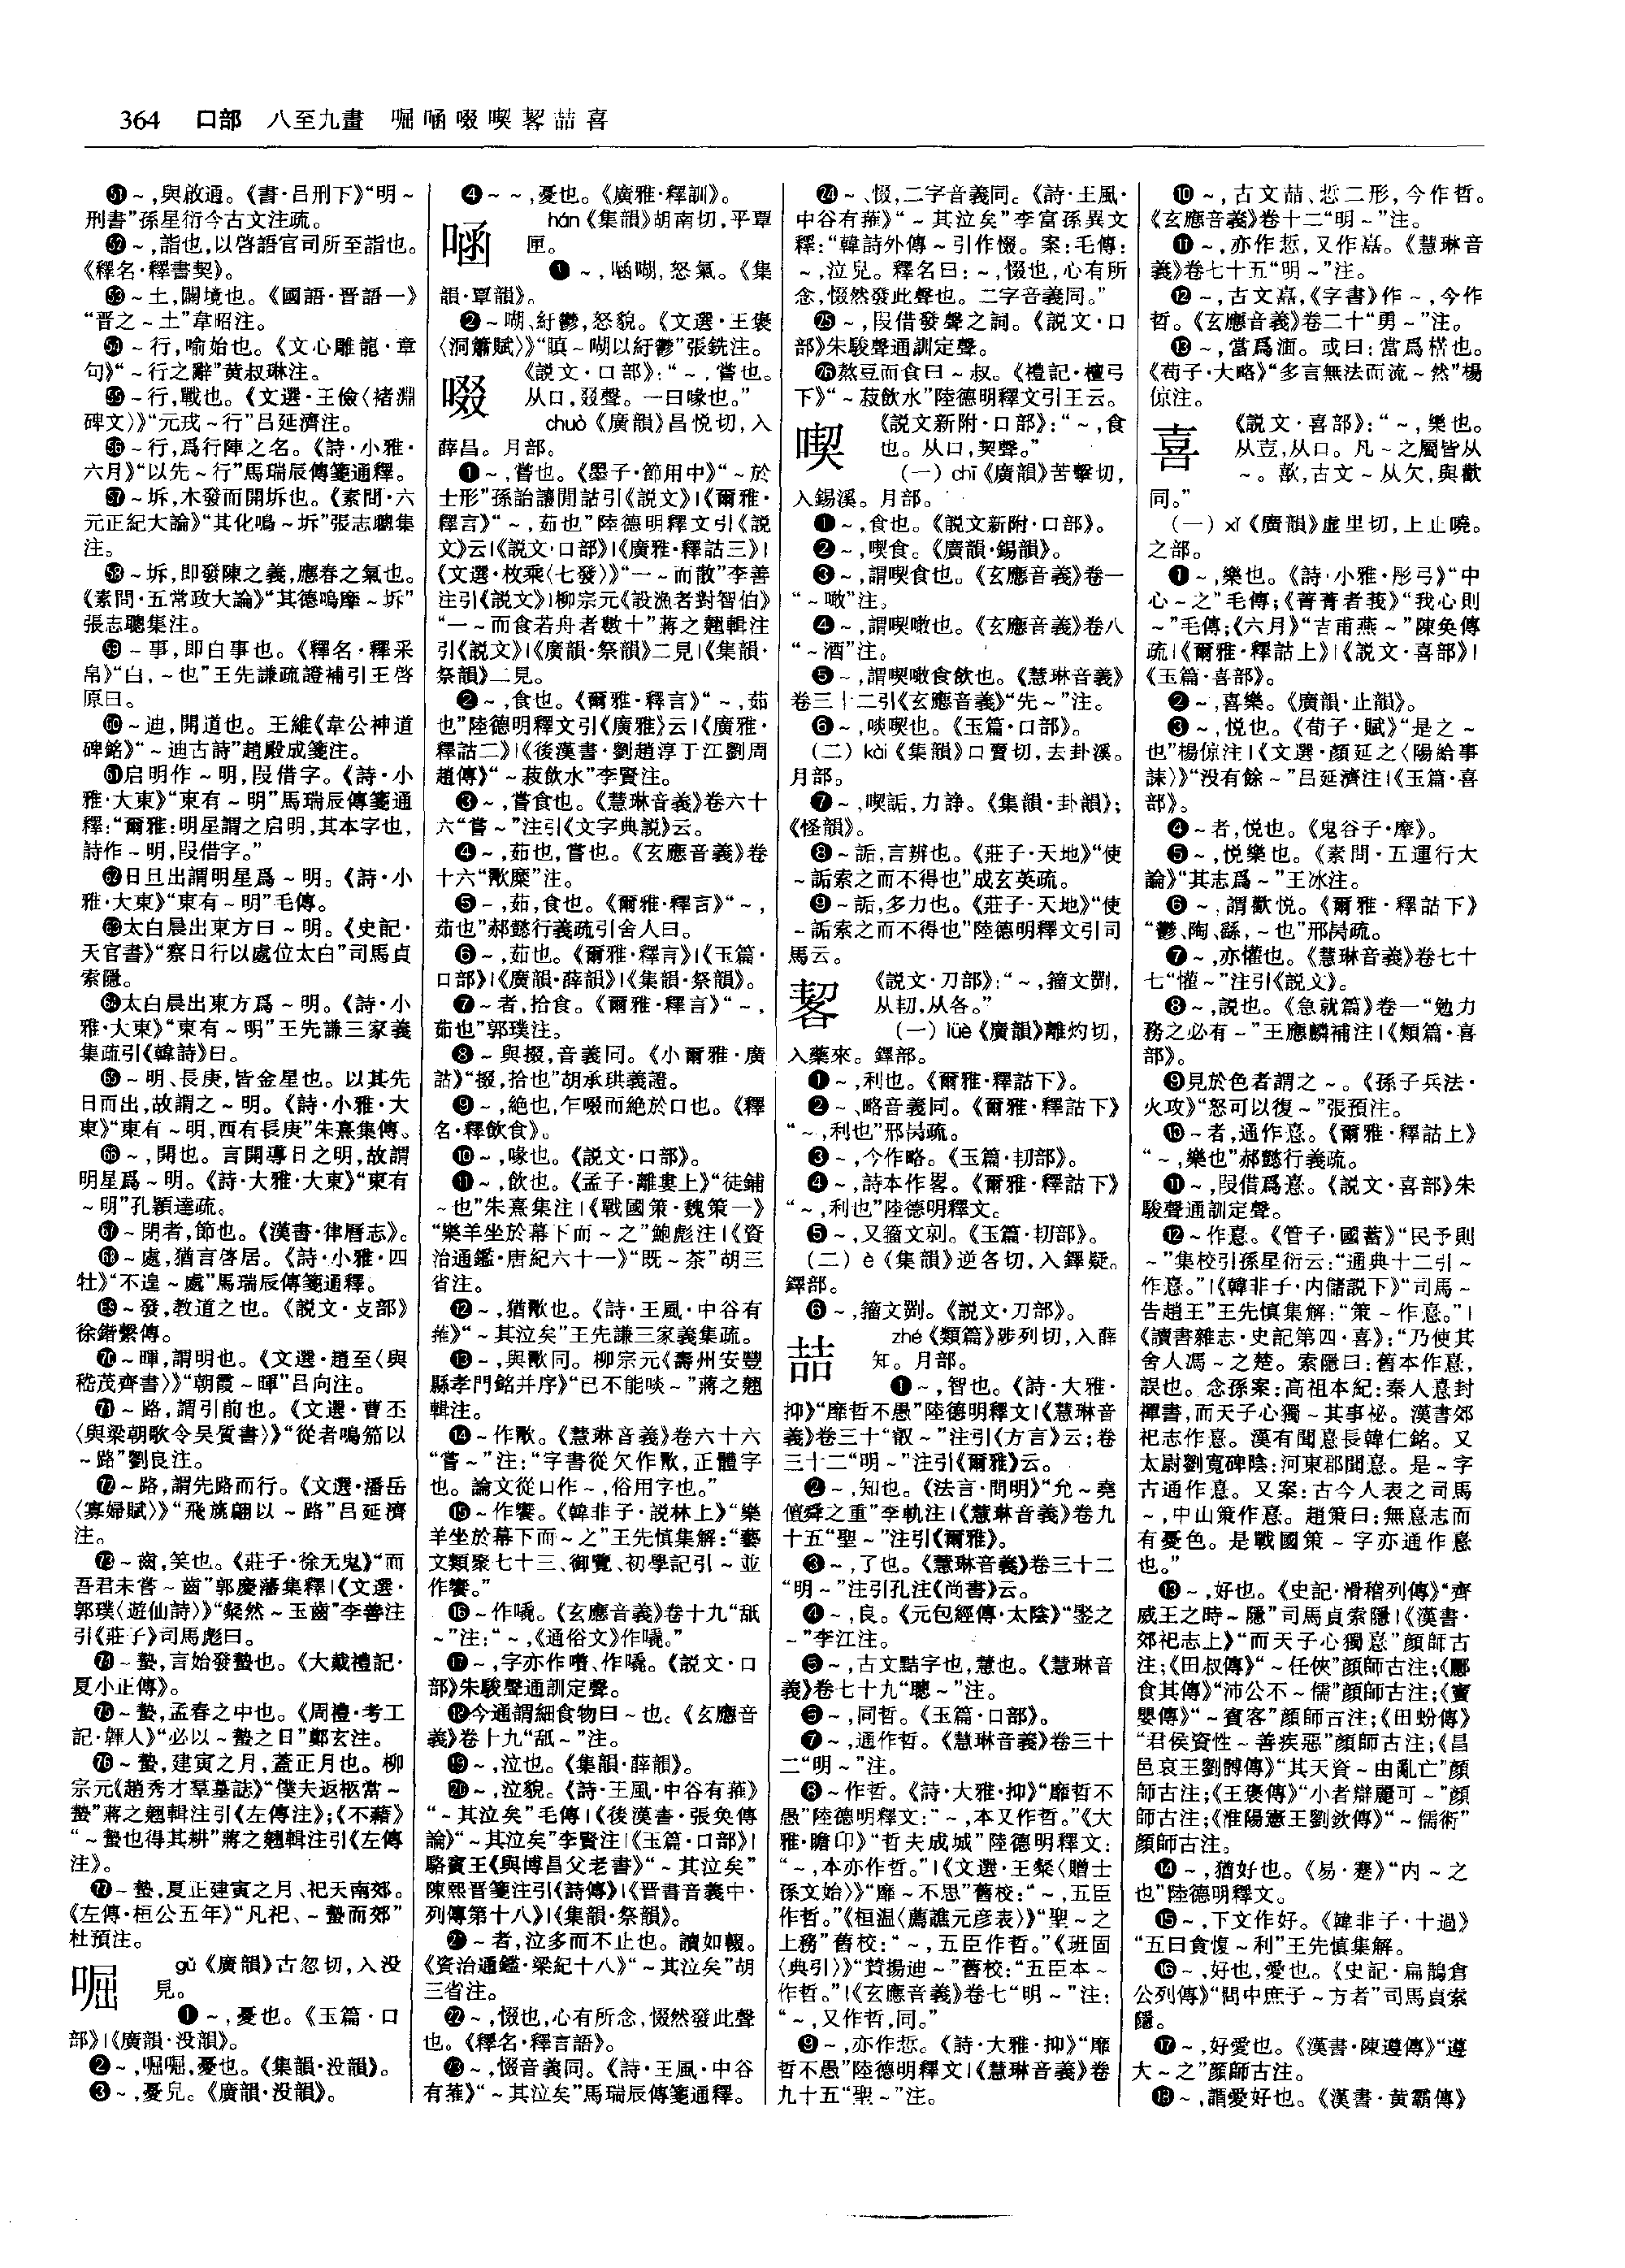 364 口部 八至九畫 啒㖤啜喫㗉喆喜
㊿~,與啟通。《書·吕刑下》“明~
刑書”孫星衍今古文注疏。
~,詣也,以啓語官司所至詣也。
《釋名·釋書契》。
~土,闢境也。《國語·晋語一》
“晋之~土”韋昭注。
~行,喻始也。《文心雕龍·章
句》“~行之辭”黄叔琳注。
~行,戰也。《文選·王儉〈褚淵
碑文〉》“元戎~行”吕延濟注。
~行,爲行陣之名。《詩·小雅·
六月》“以先~行”馬瑞辰傳箋通釋。
~坼,木發而開坼也。《素問·六
元正紀大論》“其化鳴~坼”張志聰集
注。
~坼,即發陳之義,應春之氣也。
《素問·五常政大論》“其德鳴靡~坼”
張志聰集注。
~事,即白事也。《釋名·釋采
帛》“白,~也”王先謙疏證補引王啓
原曰。
~迪,開道也。王維《韋公神道
碑銘》“~迪古詩”趙殿成箋注。
启明作~明,叚借字。《詩·小
雅·大東》“東有~明”馬瑞辰傳箋通
釋:“爾雅:明星謂之启明,其本字也,
詩作~明,叚借字。”
日旦出謂明星爲~明。《詩·小
雅·大東》“東有~明”毛傳。
太白晨出東方曰~明。《史記·
天官書》“察日行以處位太白”司馬貞
索隱。
太白晨出東方爲~明。《詩·小
雅·大東》“東有~明”王先謙三家義
集疏引《韓詩》曰。
~明、長庚,皆金星也。以其先
日而出,故謂之~明。《詩·小雅·大
東》“東有~明,西有長庚”朱熹集傳。
~,開也。言開導日之明,故謂
明星爲~明。《詩·大雅·大東》“東有
~明”孔穎達疏。
~閉者,節也。《漢書·律曆志》。
~處,猶言啓居。《詩·小雅·四
牡》“不遑~處”馬瑞辰傳箋通釋。
~發,教道之也。《説文·攴部》
徐鍇繫傳。
~暉,謂明也。《文選·趙至〈與
嵇茂齊書〉》“朝霞~暉”吕向注。
~路,謂引前也。《文選·曹丕
〈與梁朝歌令吴質書〉》“從者鳴笳以
~路”劉良注。
~路,謂先路而行。《文選·潘岳
〈寡婦賦〉》“飛旐翩以~路”吕延濟
注。
~齒,笑也。《莊子·徐无鬼》“而
吾君未嘗~齒”郭慶藩集釋|《文選·
郭璞〈遊仙詩〉》“粲然~玉齒”李善注
引《莊子》司馬彪曰。
~蟄,言始發蟄也。《大戴禮記·
夏小正傳》。
~蟄,孟春之中也。《周禮·考工
記·韗人》“必以~蟄之日”鄭玄注。
~蟄,建寅之月,蓋正月也。柳
宗元《趙秀才羣墓誌》“僕夫返柩當~
蟄”蔣之翹輯注引《左傳注》;《不藉》
“~蟄也得其耕”蔣之翹輯注引《左傳
注》。
~蟄,夏正建寅之月、祀天南郊。
《左傳·桓公五年》“凡祀、~蟄而郊”
杜預注。
啒 gǔ《廣韻》古忽切,入没
見。
❶~,憂也。《玉篇·口
部》|《廣韻·没韻》。
❷~,啒啒,憂也。《集韻·没韻》。
❸~,憂皃。《廣韻·没韻》。
❹~~,憂也。《廣雅·釋訓》。
㖤 hán《集韻》胡南切,平覃
匣。
❶~,㖤嘲,怒氣。《集
韻·覃韻》。
❷~嘲、紆鬱,怒貌。《文選·王褒
〈洞簫賦〉》“瞋~嘲以紆鬱”張銑注。
啜 《説文·口部》:“~,嘗也。
从口,叕聲。一曰喙也。”
chuò《廣韻》昌悦切,入
薛昌。月部。
❶~,嘗也。《墨子·節用中》“~於
士形”孫詒讓閒詁引《説文》|《爾雅·
釋言》“~,茹也”陸德明釋文引《説
文》云|《説文·口部》|《廣雅·釋詁三》|
《文選·枚乘〈七發〉》“一~而散”李善
注引《説文》|柳宗元《設漁者對智伯》
“一~而食若舟者數十”蔣之翹輯注
引《説文》|《廣韻·祭韻》二見|《集韻·
祭韻》二見。
❷~,食也。《爾雅·釋言》“~,茹
也”陸德明釋文引《廣雅》云|《廣雅·
釋詁二》|《後漢書·劉趙淳于江劉周
趙傳》“~菽飲水”李賢注。
❸~,嘗食也。《慧琳音義》卷六十
六“嘗~”注引《文字典説》云。
❹~,茹也,嘗也。《玄應音義》卷
十六“歠糜”注。
❺~,茹,食也。《爾雅·釋言》“~,
茹也”郝懿行義疏引舍人曰。
❻~,茹也。《爾雅·釋言》|《玉篇·
口部》|《廣韻·薛韻》|《集韻·祭韻》。
❼~者,拾食。《爾雅·釋言》“~,
茹也”郭璞注。
❽~與掇,音義同。《小爾雅·廣
詁》“掇,拾也”胡承珙義證。
❾~,絶也,乍啜而絶於口也。《釋
名·釋飲食》。
❿~,喙也。《説文·口部》。
⓫~,飲也。《孟子·離婁上》“徒餔
~也”朱熹集注|《戰國策·魏策一》
“樂羊坐於幕下而~之”鮑彪注|《資
治通鑑·唐紀六十一》“既~茶”胡三
省注。
⓬~,猶歠也。《詩·王風·中谷有
蓷》“~其泣矣”王先謙三家義集疏。
⓭~,與歠同。柳宗元《壽州安豐
縣孝門銘并序》“已不能啖~”蔣之翹
輯注。
⓮~作歠。《慧琳音義》卷六十六
“嘗~”注:“字書從欠作歠,正體字
也。論文從口作~,俗用字也。”
⓯~作饗。《韓非子·説林上》“樂
羊坐於幕下而~之”王先慎集解:“藝
文類聚七十三、御覽、初學記引~並
作饗。”
⓰~作嚽。《玄應音義》卷十九“舐
~”注:“~,《通俗文》作嚽。”
⓱~,字亦作嚽、作嚽。《説文·口
部》朱駿聲通訓定聲。
⓲今通謂細食物曰~也。《玄應音
義》卷十九“舐~”注。
⓳~,泣也。《集韻·薛韻》。
⓴~,泣貌。《詩·王風·中谷有蓷》
“~其泣矣”毛傳|《後漢書·張奂傳
論》“~其泣矣”李賢注|《玉篇·口部》|
駱賓王《與博昌父老書》“~其泣矣”
陳熙晋箋注引《詩傳》|《晋書音義中·
列傳第十八》|《集韻·祭韻》。
㉑~者,泣多而不止也。讀如輟。
《資治通鑑·梁紀十八》“~其泣矣”胡
三省注。
㉒~,惙也,心有所念,惙然發此聲
也。《釋名·釋言語》。
㉓~,惙音義同。《詩·王風·中谷
有蓷》“~其泣矣”馬瑞辰傳箋通釋。
㉔~、惙,二字音義同。《詩·王風·
中谷有蓷》“~其泣矣”李富孫異文
釋:“韓詩外傳~引作惙。案:毛傳:
~,泣皃。釋名曰:~,惙也,心有所
念,惙然發此聲也。二字音義同。”
㉕~,叚借發聲之詞。《説文·口
部》朱駿聲通訓定聲。
㉖熬豆而食曰~叔。《禮記·檀弓
下》“~菽飲水”陸德明釋文引王云。
喫 《説文新附·口部》:“~,食
也。从口,契聲。”
(一)chī《廣韻》苦擊切,
入錫溪。月部。
❶~,食也。《説文新附·口部》。
❷~,喫食。《廣韻·錫韻》。
❸~,謂喫食也。《玄應音義》卷一
“~噉”注。
❹~,謂喫噉也。《玄應音義》卷八
“~酒”注。
❺~,謂喫噉食飲也。《慧琳音義》
卷三十二引《玄應音義》“先~”注。
❻~,啖喫也。《玉篇·口部》。
(二)kài《集韻》口賣切,去卦溪。
月部。
❼~,喫詬,力諍。《集韻·卦韻》;
《怪韻》。
❽~詬,言辨也。《莊子·天地》“使
~詬索之而不得也”成玄英疏。
❾~詬,多力也。《莊子·天地》“使
~詬索之而不得也”陸德明釋文引司
馬云。
㗉 《説文·刀部》:“~,籀文劅,
从㓞,从各。”
(一)lüè《廣韻》離灼切,
入藥來。鐸部。
❶~,利也。《爾雅·釋詁下》。
❷~、略音義同。《爾雅·釋詁下》
“~,利也”邢昺疏。
❸~,今作略。《玉篇·㓞部》。
❹~,詩本作畧。《爾雅·釋詁下》
“~,利也”陸德明釋文。
❺~,又籀文剠。《玉篇·㓞部》。
(二)è《集韻》逆各切,入鐸疑。
鐸部。
❻~,籀文劅。《説文·刀部》。
喆 zhé《類篇》陟列切,入薛
知。月部。
❶~,智也。《詩·大雅·
抑》“靡哲不愚”陸德明釋文|《慧琳音
義》卷三十“叡~”注引《方言》云;卷
三十二“明~”注引《爾雅》云。
❷~,知也。《法言·問明》“允~堯
儃舜之重”李軌注|《慧琳音義》卷九
十五“聖~”注引《爾雅》。
❸~,了也。《慧琳音義》卷三十二
“明~”注引孔注《尚書》云。
❹~,良。《元包經傳·太陰》“鋻之
~”李江注。
❺~,古文點字也,慧也。《慧琳音
義》卷七十九“聰~”注。
❻~,同哲。《玉篇·口部》。
❼~,通作哲。《慧琳音義》卷三十
二“明~”注。
❽~作哲。《詩·大雅·抑》“靡哲不
愚”陸德明釋文:“~,本又作哲。”《大
雅·瞻卬》“哲夫成城”陸德明釋文:
“~,本亦作哲。”|《文選·王粲〈贈士
孫文始〉》“靡~不思”舊校:“~,五臣
作哲。”《桓温〈薦譙元彦表〉》“聖~之
上務”舊校:“~,五臣作哲。”《班固
〈典引〉》“贊揚迪~”舊校:“五臣本~
作哲。”|《玄應音義》卷七“明~”注:
“~,又作哲,同。”
❾~,亦作悊。《詩·大雅·抑》“靡
哲不愚”陸德明釋文|《慧琳音義》卷
九十五“聖~”注。
❿~,古文喆、悊二形,今作哲。
《玄應音義》卷十二“明~”注。
⓫~,亦作悊,又作嚞。《慧琳音
義》卷七十五“明~”注。
⓬~,古文嚞,《字書》作~,今作
哲。《玄應音義》卷二十“勇~”注。
⓭~,當爲湎。或曰:當爲榙也。
《荀子·大略》“多言無法而流~然”楊
倞注。
喜 《説文·喜部》:“~,樂也。
从壴,从口。凡~之屬皆从
~。歖,古文~从欠,與歡
同。”
(一)xǐ《廣韻》虚里切,上止曉。
之部。
❶~,樂也。《詩·小雅·彤弓》“中
心~之”毛傳;《菁菁者莪》“我心則
~”毛傳;《六月》“吉甫燕~”陳奂傳
疏|《爾雅·釋詁上》|《説文·喜部》|
《玉篇·喜部》。
❷~,喜樂。《廣韻·止韻》。
❸~,悦也。《荀子·賦》“是之~
也”楊倞注|《文選·顔延之〈陽給事
誄〉》“没有餘~”吕延濟注|《玉篇·喜
部》。
❹~者,悦也。《鬼谷子·摩》。
❺~,悦樂也。《素問·五運行大
論》“其志爲~”王冰注。
❻~,謂歡悦。《爾雅·釋詁下》
“鬱、陶、繇,~也”邢昺疏。
❼~,亦懽也。《慧琳音義》卷七十
七“懽~”注引《説文》。
❽~,説也。《急就篇》卷一“勉力
務之必有~”王應麟補注|《類篇·喜
部》。
❾見於色者謂之~。《孫子兵法·
火攻》“怒可以復~”張預注。
❿~者,通作憙。《爾雅·釋詁上》
“~,樂也”郝懿行義疏。
⓫~,叚借爲憙。《説文·喜部》朱
駿聲通訓定聲。
⓬~作憙。《管子·國蓄》“民予則
~”集校引孫星衍云:“通典十二引~
作憙。”|《韓非子·内儲説下》“司馬~
告趙王”王先慎集解:“策~作憙。”|
《讀書雜志·史記第四·喜》:“乃使其
舍人馮~之楚。索隱曰:舊本作憙,
誤也。念孫案:高祖本紀:秦人憙封
禪書,而天子心獨~其事祕。漢書郊
祀志作憙。漢有聞憙長韓仁銘。又
太尉劉寬碑陰:河東郡聞憙。是~字
古通作憙。又案:古今人表之司馬
~,中山策作憙。趙策曰:無憙志而
有憂色。是戰國策~字亦通作憙
也。”
⓭~,好也。《史記·滑稽列傳》“齊
威王之時~隱”司馬貞索隱|《漢書·
郊祀志上》“而天子心獨憙”顔師古
注;《田叔傳》“~任俠”顔師古注;《酈
食其傳》“沛公不~儒”顔師古注;《竇
嬰傳》“~賓客”顔師古注;《田蚡傳》
“君侯資性~善疾惡”顔師古注;《昌
邑哀王劉髆傳》“其天資~由亂亡”顔
師古注;《王褒傳》“小者辯麗可~”顔
師古注;《淮陽憲王劉欽傳》“~儒術”
顔師古注。
⓮~,猶好也。《易·蹇》“内~之
也”陸德明釋文。
⓯~,下文作好。《韓非子·十過》
“五曰貪愎~利”王先慎集解。
⓰~,好也,愛也。《史記·扁鵲倉
公列傳》“問中庶子~方者”司馬貞索
隱。
⓱~,好愛也。《漢書·陳遵傳》“遵
大~之”顔師古注。
⓲~,謂愛好也。《漢書·黄霸傳》